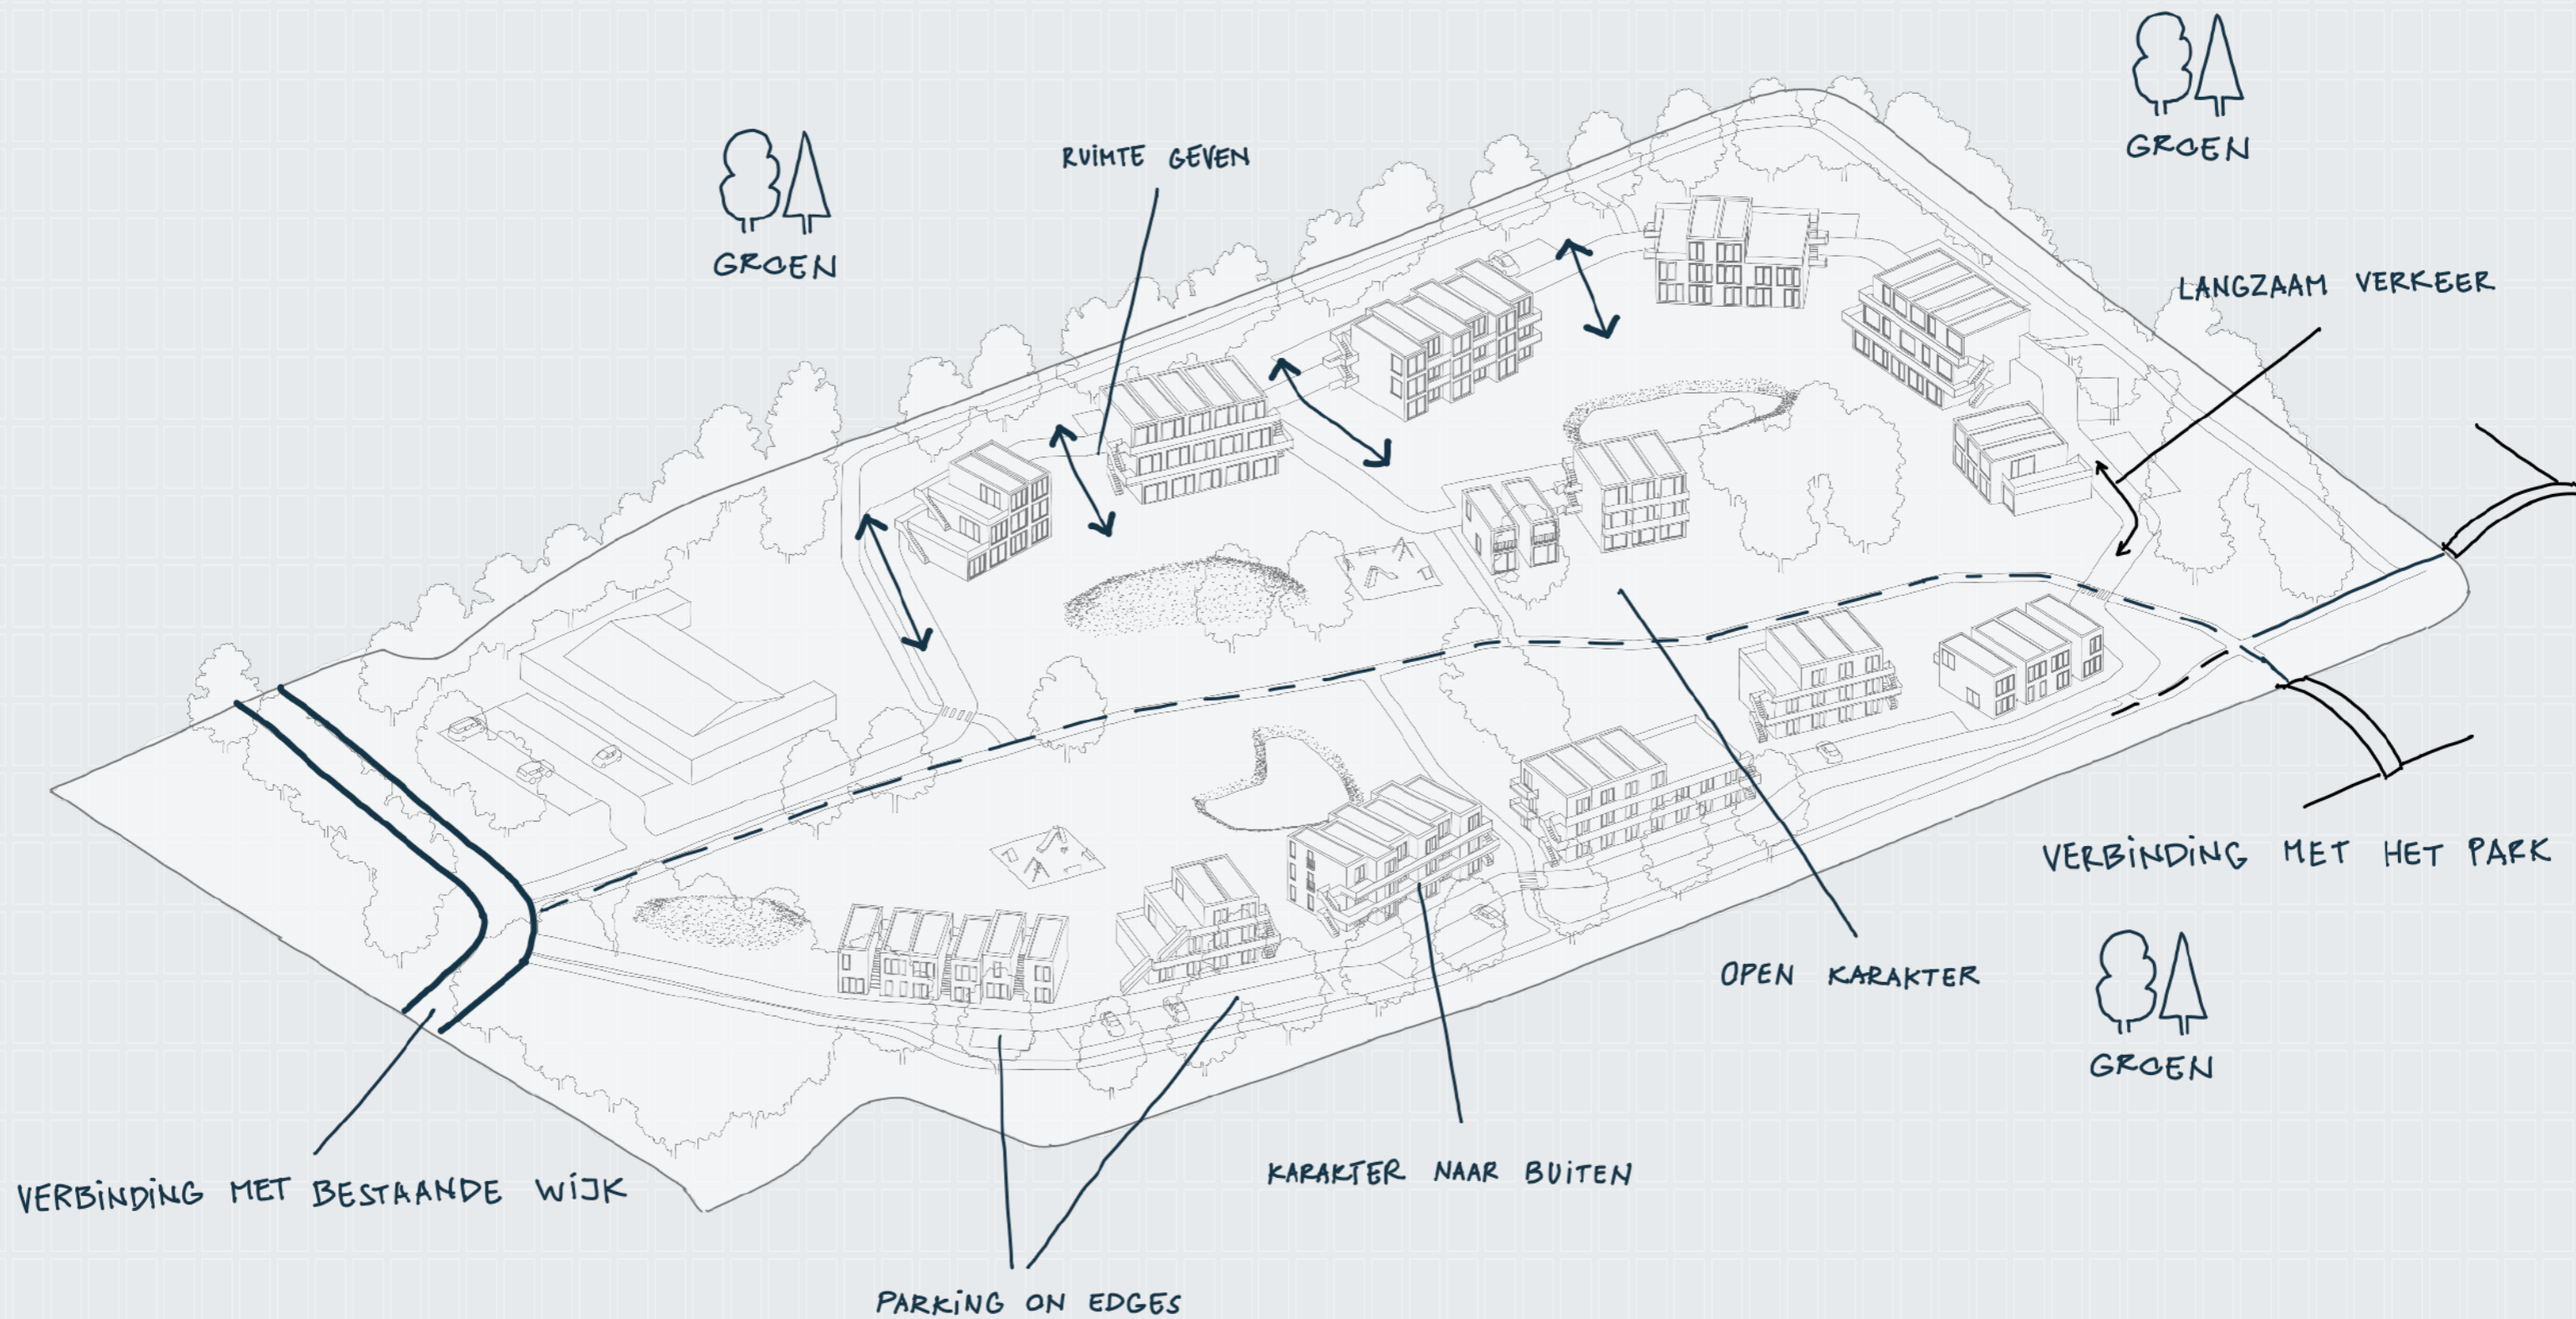 GROEN
GROEN
RUiMTE GEVEN
LANGZAAM VERKEER
VERBiNDiNG MET HET PARK
OPEN KARAKTER
GROEN
KARAKTER NAAR BUiTEN
VERBiNDiNG MET BESTAANDE WiJK
PARKiNG ON EDGES